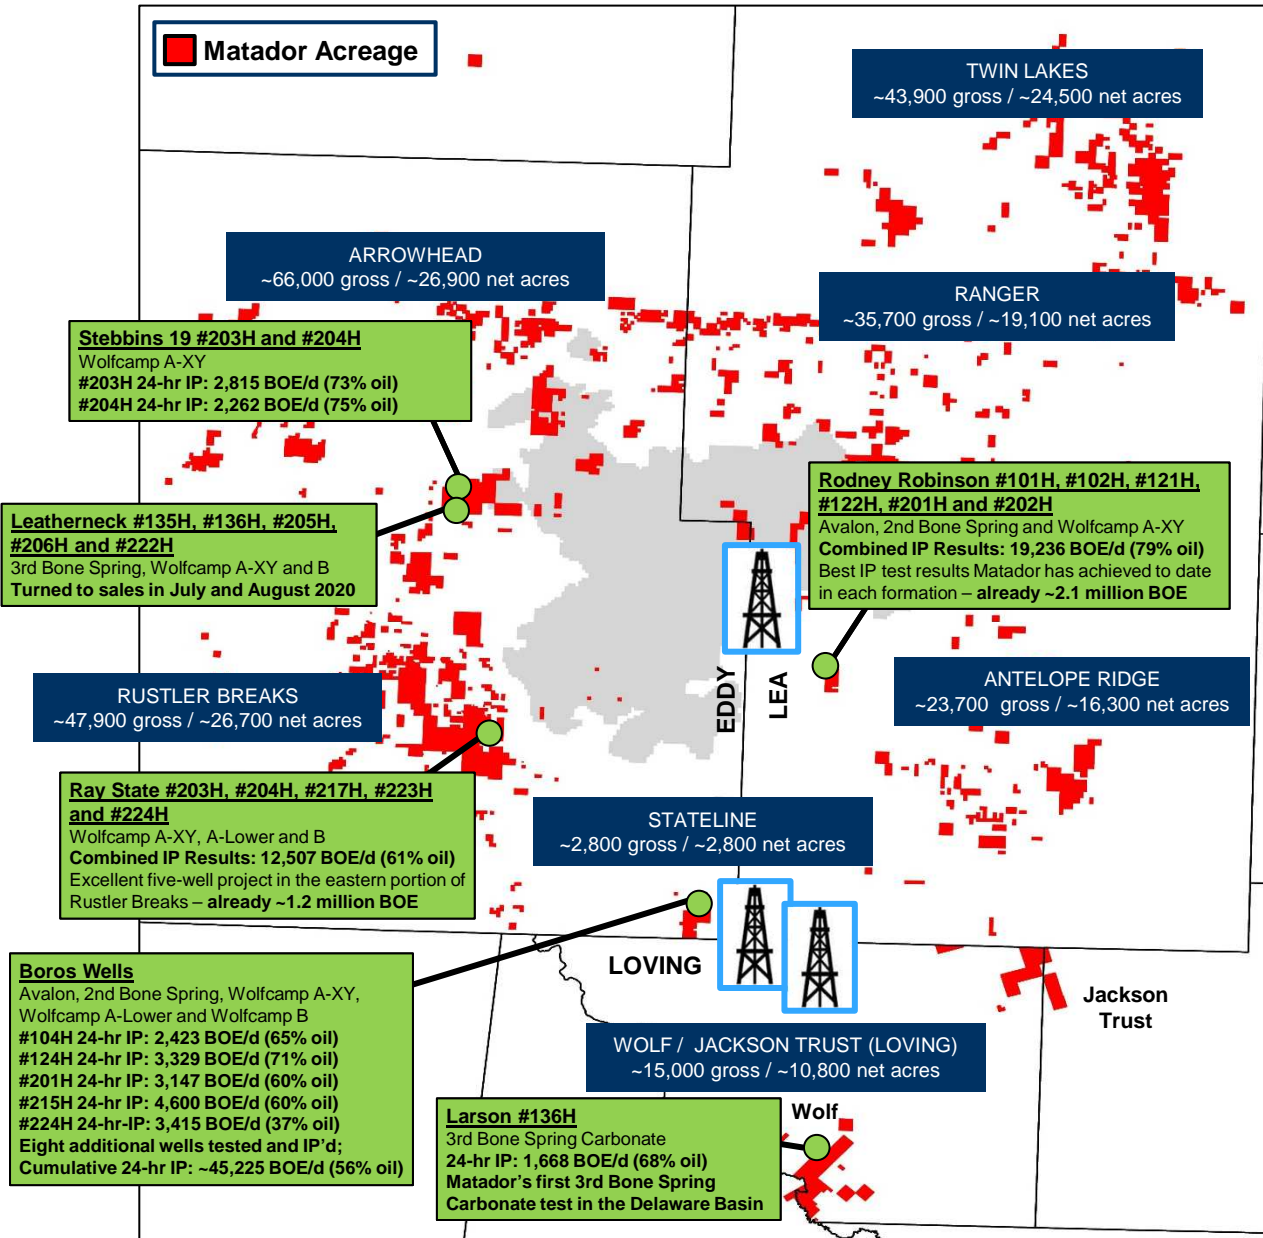 Matador Acreage
TWIN LAKES
~43,900 gross / ~24,500 net acres
ARROWHEAD
~66,000 gross / ~26,900 net acres
RANGER
~35,700 gross / ~19,100 net acres
Stebbins 19 #203H and #204H
Wolfcamp A-XY
#203H 24-hr IP: 2,815 BOE/d (73% oil)
#204H 24-hr IP: 2,262 BOE/d (75% oil)
Rodney Robinson #101H, #102H, #121H,
#122H, #201H and #202H
Avalon, 2nd Bone Spring and Wolfcamp A-XY
Combined IP Results: 19,236 BOE/d (79% oil)
Best IP test results Matador has achieved to date
in each formation – already ~2.1 million BOE
Leatherneck #135H, #136H, #205H,
#206H and #222H
3rd Bone Spring, Wolfcamp A-XY and B
Turned to sales in July and August 2020
EDDY
LEA
RUSTLER BREAKS
~47,900 gross / ~26,700 net acres
ANTELOPE RIDGE
~23,700 gross / ~16,300 net acres
Ray State #203H, #204H, #217H, #223H
and #224H
Wolfcamp A-XY, A-Lower and B
Combined IP Results: 12,507 BOE/d (61% oil)
Excellent five-well project in the eastern portion of
Rustler Breaks – already ~1.2 million BOE
STATELINE
~2,800 gross / ~2,800 net acres
LOVING
Boros Wells
Avalon, 2nd Bone Spring, Wolfcamp A-XY,
Wolfcamp A-Lower and Wolfcamp B
#104H 24-hr IP: 2,423 BOE/d (65% oil)
#124H 24-hr IP: 3,329 BOE/d (71% oil)
#201H 24-hr IP: 3,147 BOE/d (60% oil)
#215H 24-hr IP: 4,600 BOE/d (60% oil)
#224H 24-hr-IP: 3,415 BOE/d (37% oil)
Eight additional wells tested and IP'd;
Cumulative 24-hr IP: ~45,225 BOE/d (56% oil)
Jackson
Trust
WOLF / JACKSON TRUST (LOVING)
~15,000 gross / ~10,800 net acres
Wolf
Larson #136H
3rd Bone Spring Carbonate
24-hr IP: 1,668 BOE/d (68% oil)
Matador's first 3rd Bone Spring
Carbonate test in the Delaware Basin